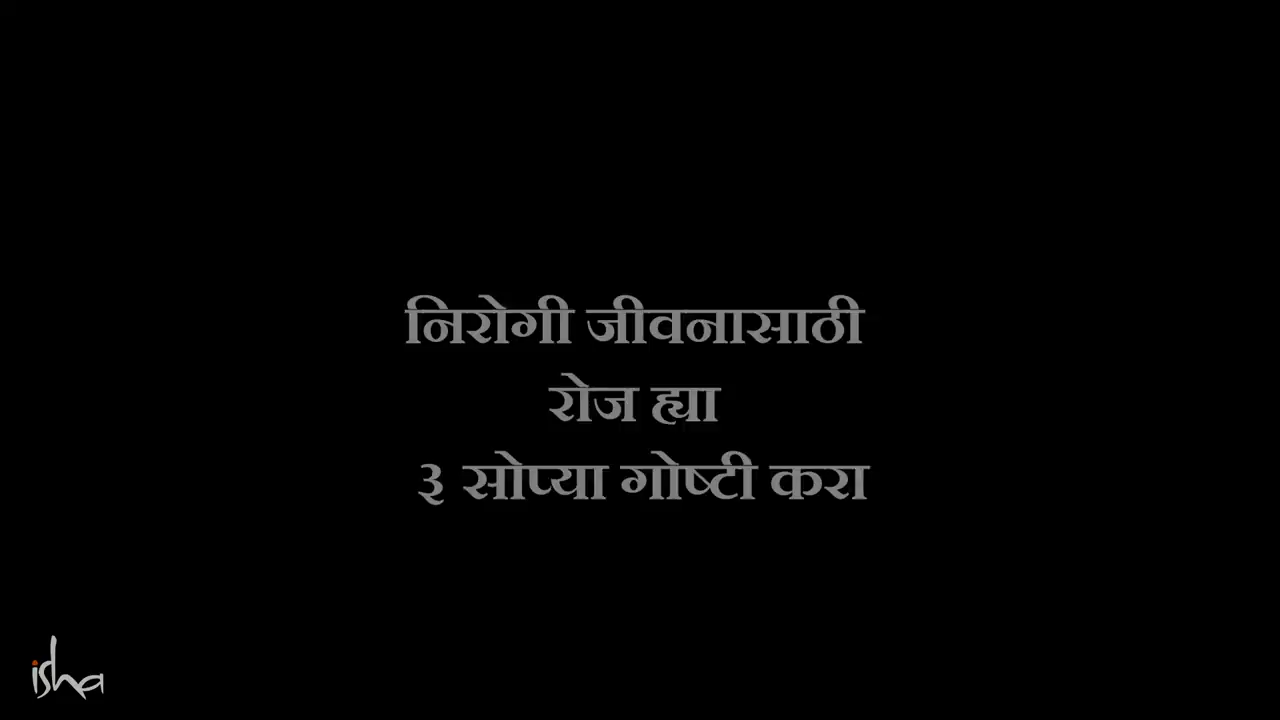 निरोगी जीवनासाठी
रोज ह्या
३ सोप्या गोष्टी करा
isha